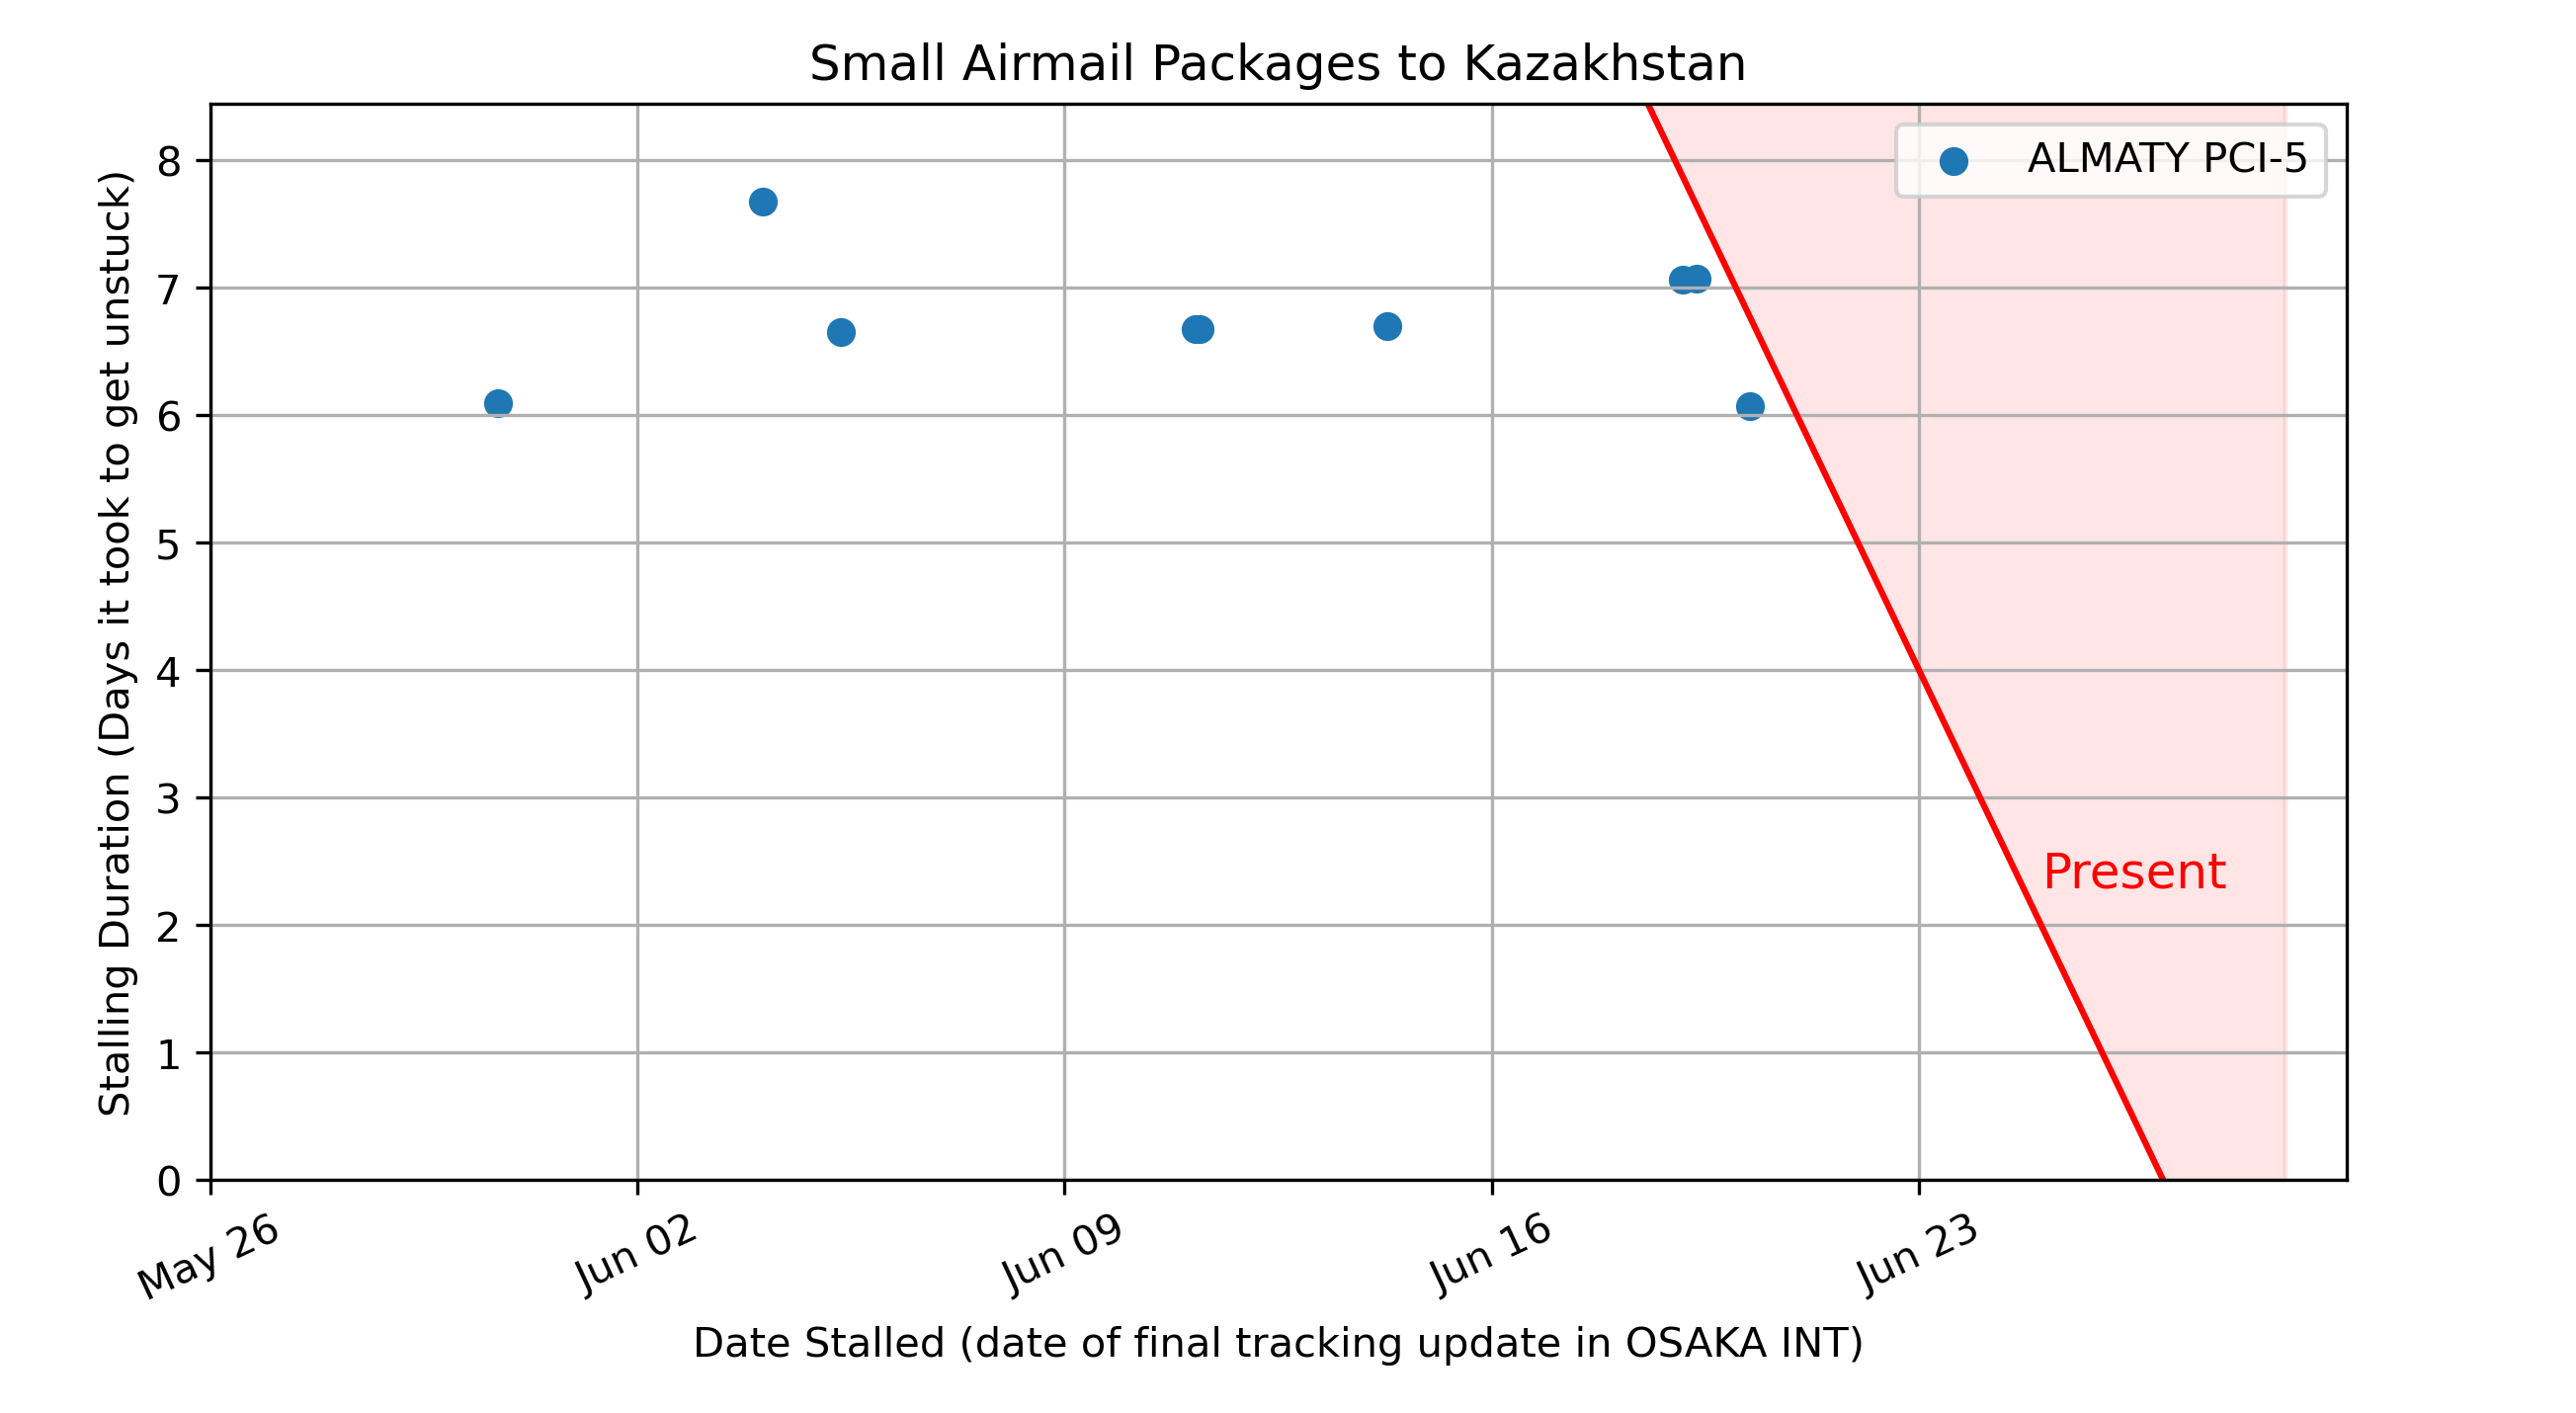 Small Airmail Packages to Kazakhstan
ALMATY PCI-5
Stalling Duration (Days it took to get unstuck)
8
7
6
5
4
3
2
1
0
Present
May 26
Jun 02
Jun 09
Jun 16
Jun 23
Date Stalled (date of final tracking update in OSAKA INT)